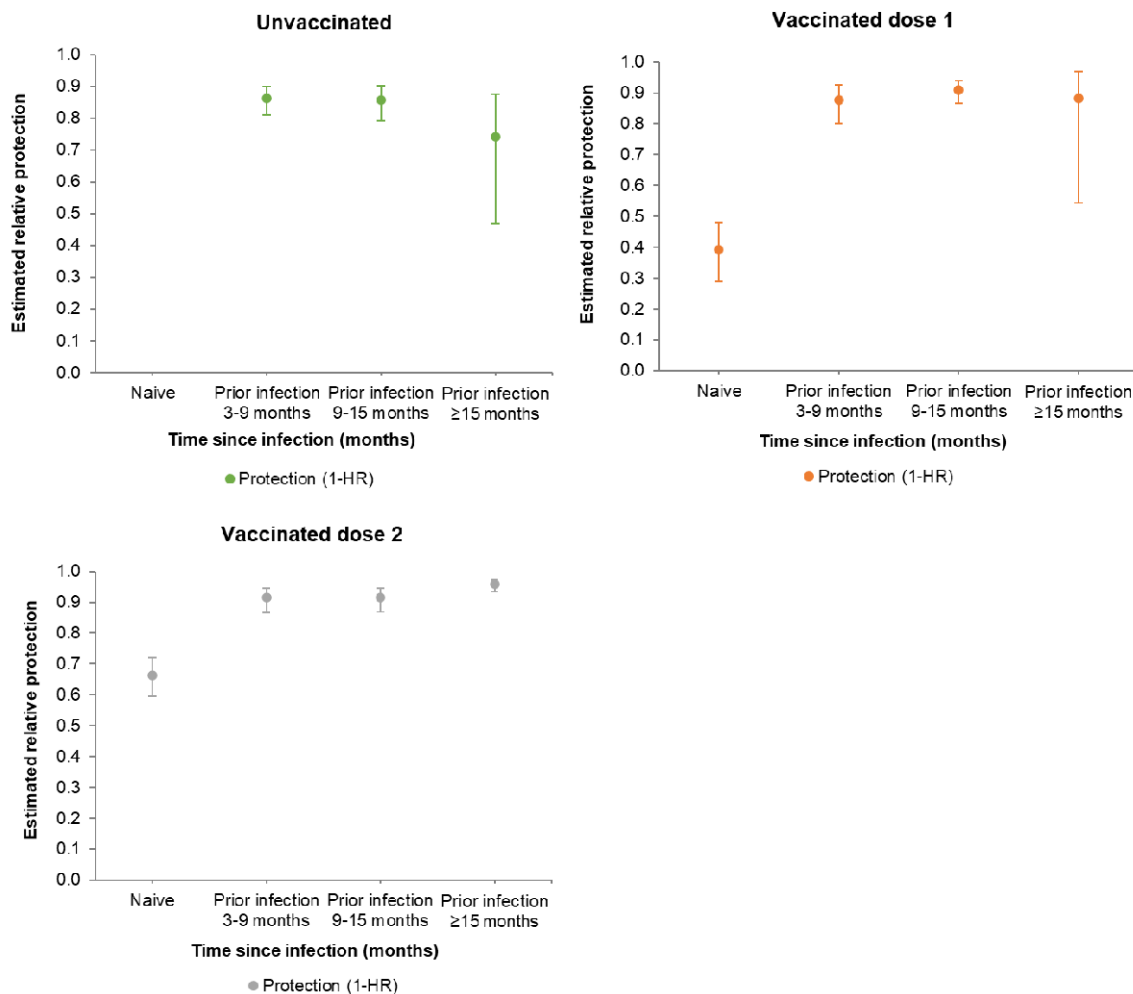 Unvaccinated
Estimated relative protection
1.0
0.9
0.8
0.7
0.6
0.5
0.4
0.3
0.2
0.1
0.0
Naive
Prior infection
3-9 months
Prior infection
9-15 months
Prior infection
≥15 months
Time since infection (months)
Protection (1-HR)
Vaccinated dose 1
Estimated relative protection
1.0
0.9
0.8
0.7
0.6
0.5
0.4
0.3
0.2
0.1
0.0
Naive
Prior infection
3-9 months
Prior infection
9-15 months
Prior infection
≥15 months
Time since infection (months)
Protection (1-HR)
Vaccinated dose 2
Estimated relative protection
1.0
0.9
0.8
0.7
0.6
0.5
0.4
0.3
0.2
0.1
0.0
Naive
Prior infection
3-9 months
Prior infection
9-15 months
Prior infection
≥15 months
Time since infection (months)
Protection (1-HR)